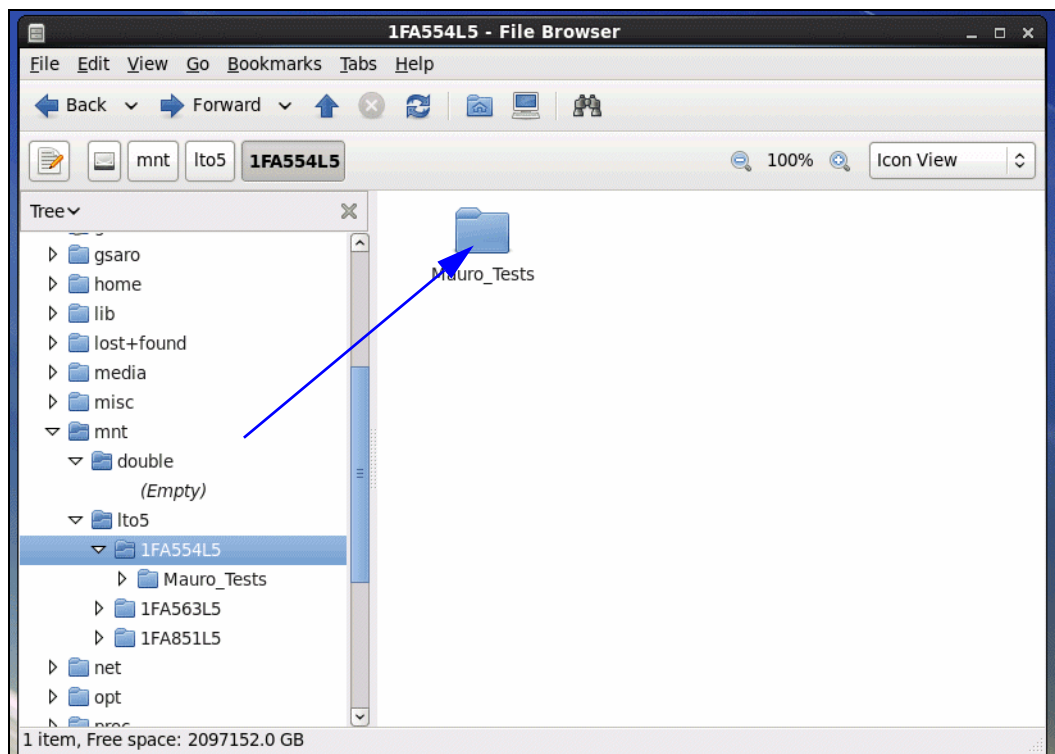 1FA554L5 - File Browser
File Edit View Go Bookmarks Tabs Help
Back Forward
mnt lto5 1FA554L5 100% Icon View
Tree
gsaro
home
lib
lost+found
media
misc
mnt
double
(Empty)
lto5
1FA554L5
Mauro_Tests
1FA563L5
1FA851L5
net
opt
proc
Mauro_Tests
1 item, Free space: 2097152.0 GB